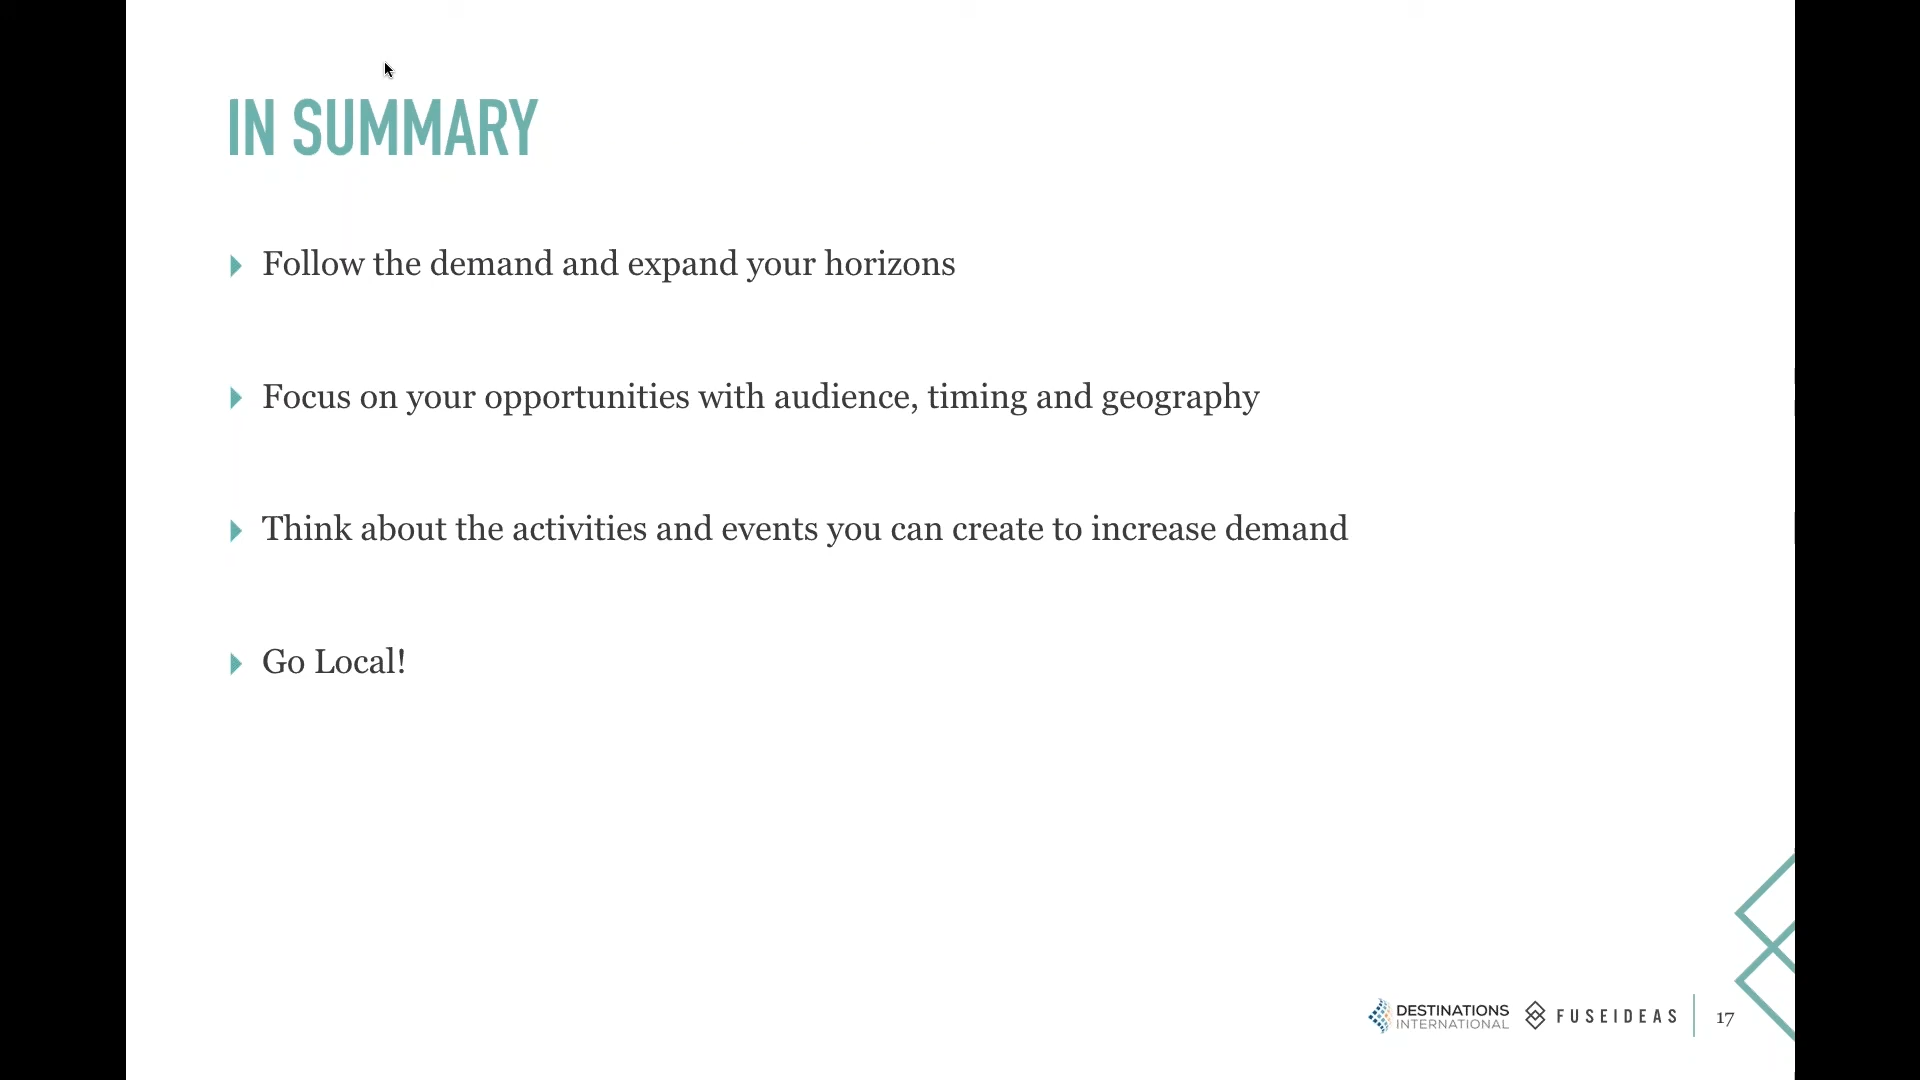 IN SUMMARY
Follow the demand and expand your horizons
Focus on your opportunities with audience, timing and geography
Think about the activities and events you can create to increase demand
Go Local!
DESTINATIONS
INTERNATIONAL
FUSEIDEAS
17